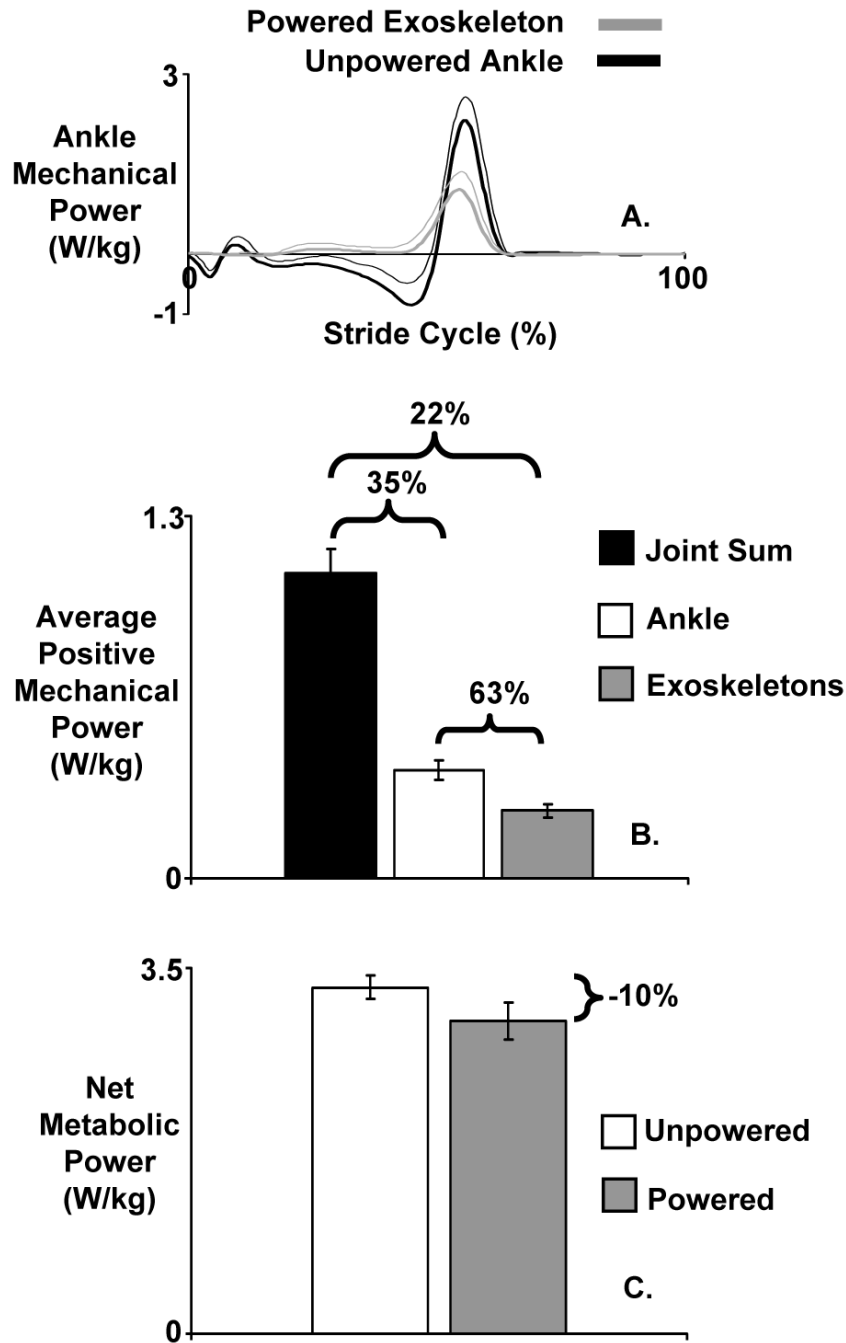 Powered Exoskeleton
Unpowered Ankle
3
Ankle
Mechanical
Power
(W/kg)
A.
0
100
-1
Stride Cycle (%)
22%
35%
1.3
Joint Sum
Average
Positive
Mechanical
Power
(W/kg)
Ankle
Exoskeletons
63%
B.
0
3.5
-10%
Net
Metabolic
Power
(W/kg)
Unpowered
Powered
C.
0